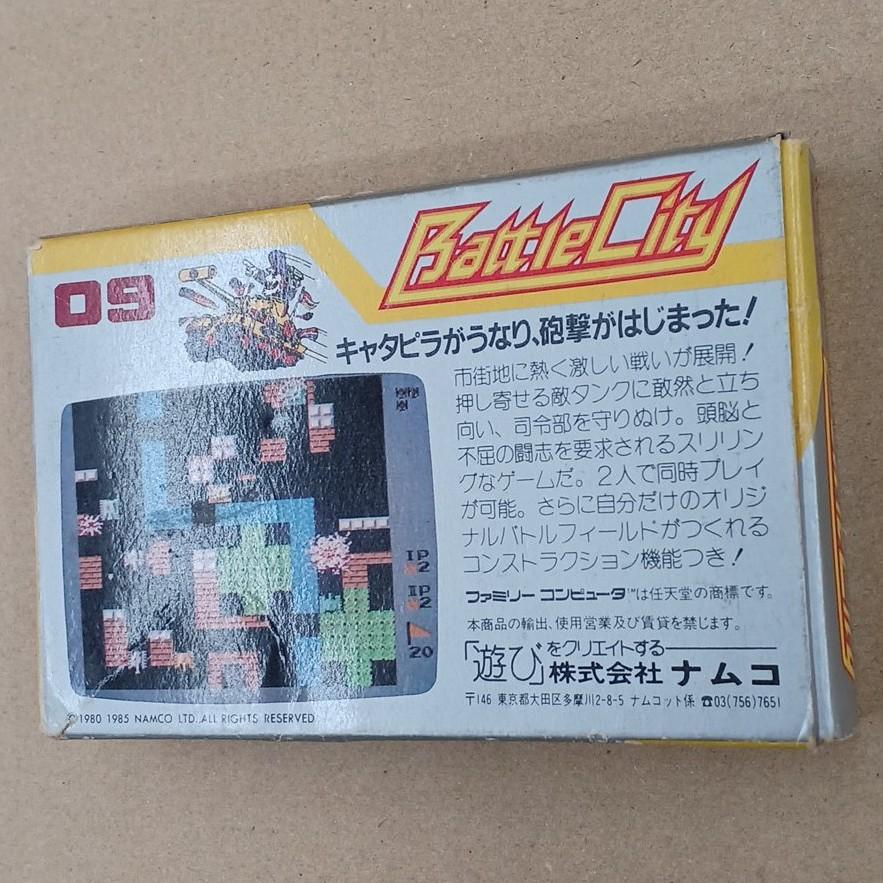 BattleCity
09
キャタピラがうなり、砲撃がはじまった！
市街地に熱く激しい戦いが展開！
押し寄せる敵タンクに敢然と立ち
向い、司令部を守りぬけ。頭脳と
不屈の闘志を要求されるスリリン
グなゲームだ。2人で同時プレイ
が可能。さらに自分だけのオリジ
ナルバトルフィールドがつくれる
コンストラクション機能つき！
IP
2
IP
2
20
ファミリーコンピュータ™は任天堂の商標です。
本商品の輸出、使用営業及び賃貸を禁じます。
「遊び」をクリエイトする
株式会社ナムコ
〒146 東京都大田区多摩川2-8-5 ナムコット係 ☎03(756)7651
©1980 1985 NAMCO LTD.,ALL RIGHTS RESERVED